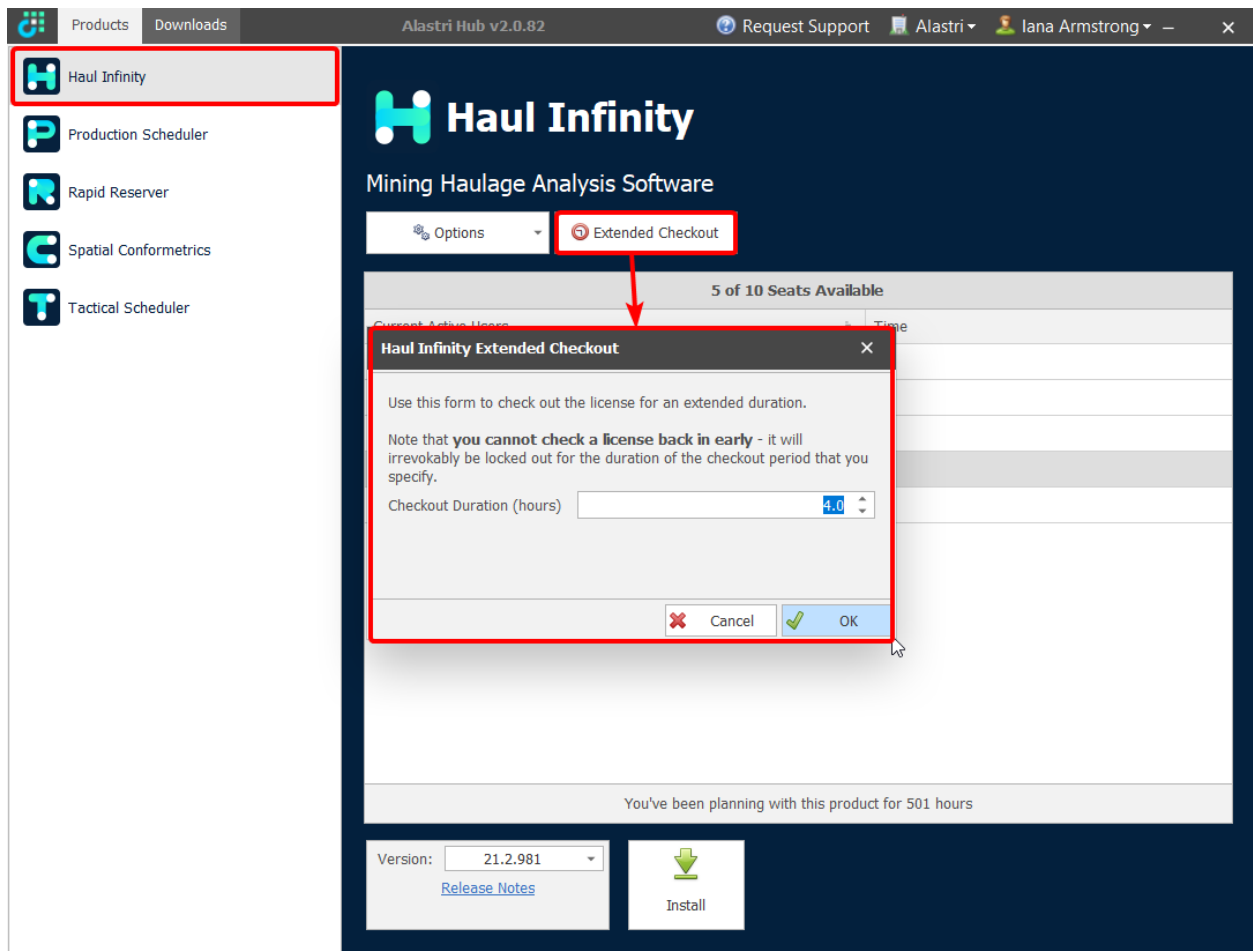 Products
Downloads
Alastri Hub v2.0.82
Request Support
Alastri
Iana Armstrong
Haul Infinity
Production Scheduler
Rapid Reserver
Spatial Conformetrics
Tactical Scheduler
Haul Infinity
Mining Haulage Analysis Software
Options
Extended Checkout
5 of 10 Seats Available
Current Active Users
Time
Haul Infinity Extended Checkout
Use this form to check out the license for an extended duration.
Note that you cannot check a license back in early - it will
irrevokably be locked out for the duration of the checkout period that you
specify.
Checkout Duration (hours)
4.0
Cancel
OK
You've been planning with this product for 501 hours
Version:
21.2.981
Release Notes
Install